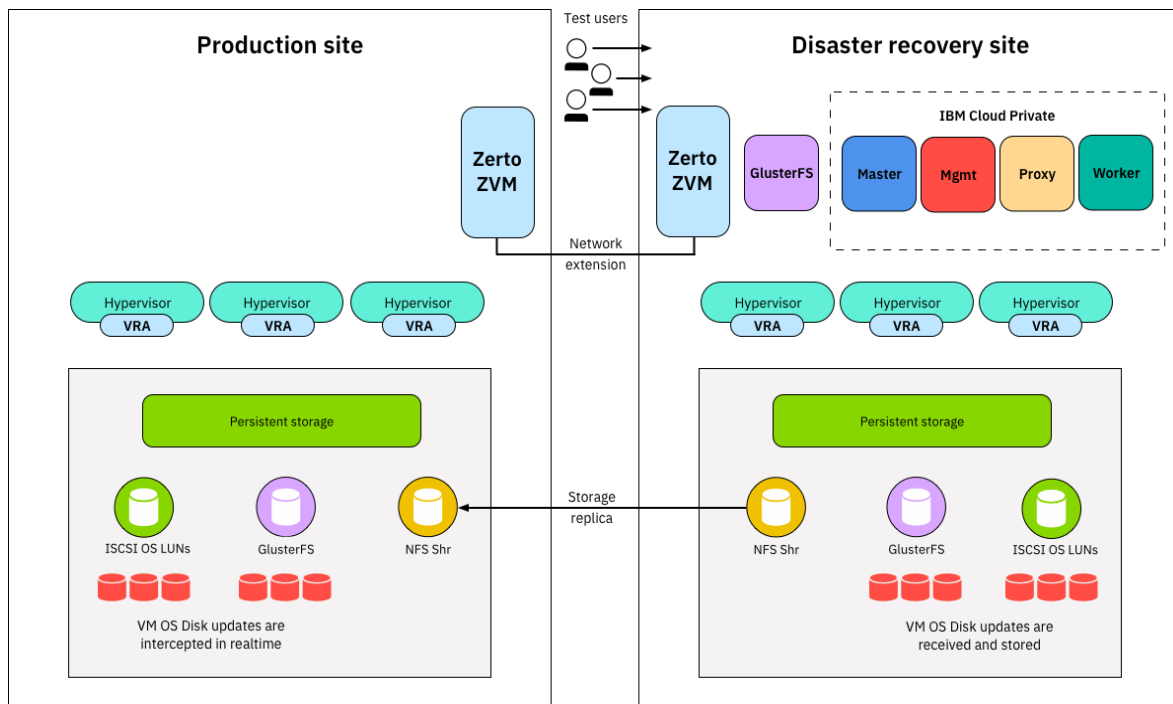 Test users
Production site
Disaster recovery site
IBM Cloud Private
Zerto
ZVM
Zerto
ZVM
GlusterFS
Master
Mgmt
Proxy
Worker
Network
extension
Hypervisor
VRA
Hypervisor
VRA
Hypervisor
VRA
Hypervisor
VRA
Hypervisor
VRA
Hypervisor
VRA
Persistent storage
ISCSI OS LUNs
GlusterFS
NFS Shr
VM OS Disk updates are
intercepted in realtime
Storage
replica
Persistent storage
NFS Shr
GlusterFS
ISCSI OS LUNs
VM OS Disk updates are
received and stored